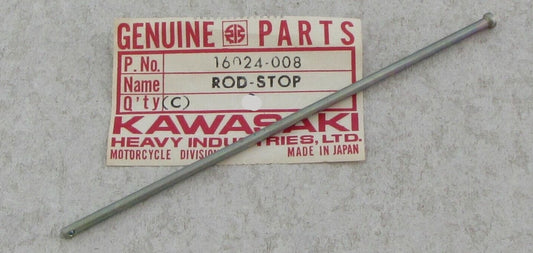 GENUINE PARTS
P. No. 16024-008
Name ROD-STOP
Q'ty (C)
KAWASAKI
HEAVY INDUSTRIES, LTD.
MOTORCYCLE DIVISION MADE IN JAPAN